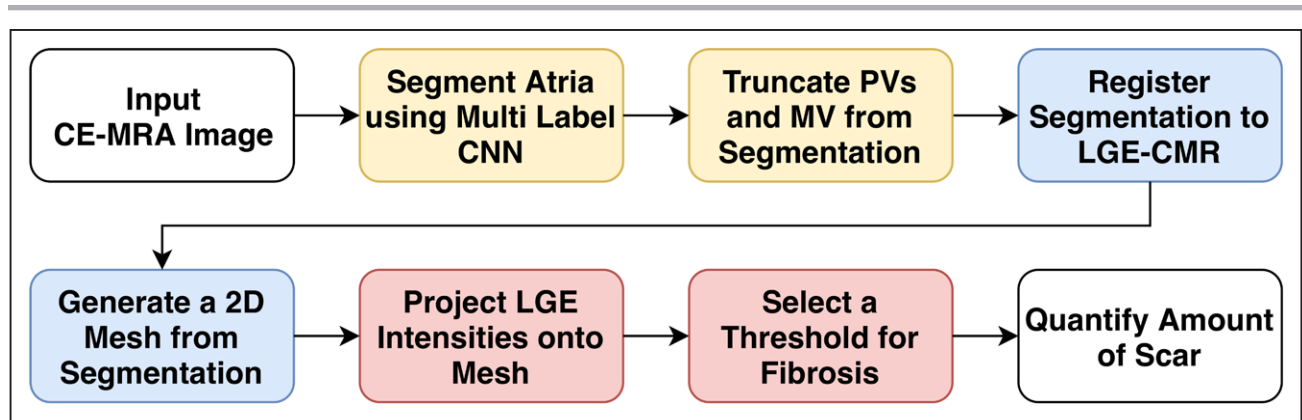 Input
CE-MRA Image
Segment Atria
using Multi Label
CNN
Truncate PVs
and MV from
Segmentation
Register
Segmentation to
LGE-CMR
Generate a 2D
Mesh from
Segmentation
Project LGE
Intensities onto
Mesh
Select a
Threshold for
Fibrosis
Quantify Amount
of Scar